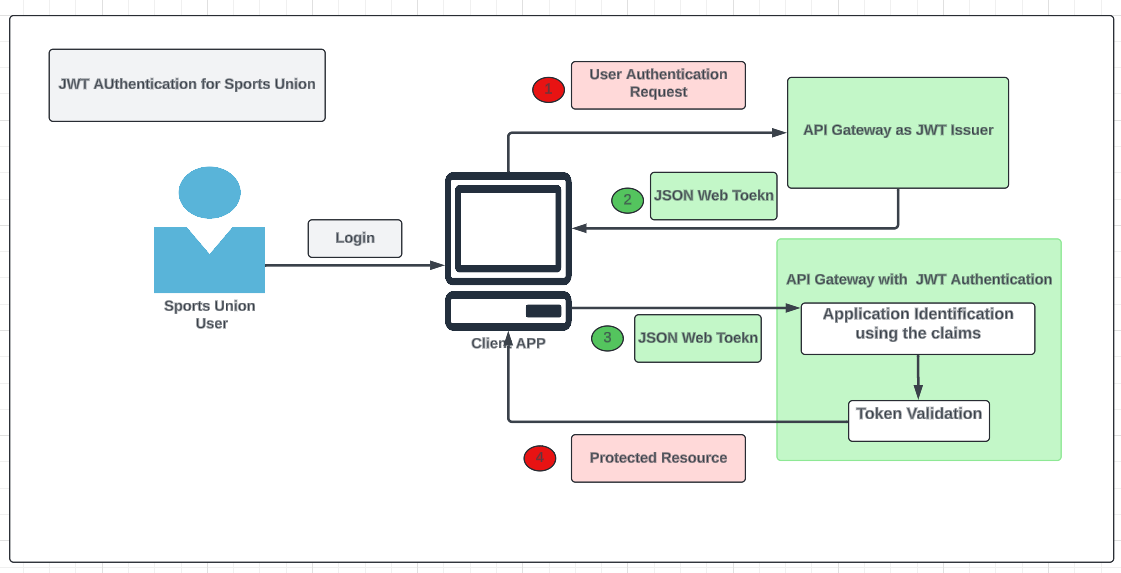 JWT AUthentication for Sports Union
1
User Authentication
Request
API Gateway as JWT Issuer
2
JSON Web Toekn
Login
Sports Union
User
Client APP
API Gateway with JWT Authentication
Application Identification
using the claims
3
JSON Web Toekn
Token Validation
4
Protected Resource